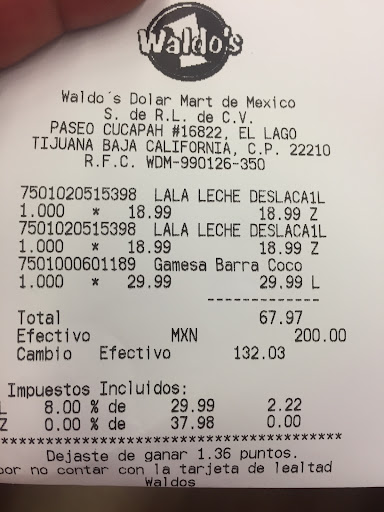 1
Waldo's
Waldo´s Dolar Mart de Mexico
S. de R.L. de C.V.
PASEO CUCAPAH #16822, EL LAGO
TIJUANA BAJA CALIFORNIA, C.P. 22210
R.F.C. WDM-990126-350
7501020515398 LALA LECHE DESLACA1L
1.000 * 18.99 18.99 Z
7501020515398 LALA LECHE DESLACA1L
1.000 * 18.99 18.99 Z
7501000601189 Gamesa Barra Coco
1.000 * 29.99 29.99 L
-------------
Total 67.97
Efectivo MXN 200.00
Cambio Efectivo 132.03
Impuestos Incluidos:
L 8.00 % de 29.99 2.22
Z 0.00 % de 37.98 0.00
****************************************
Dejaste de ganar 1.36 puntos.
por no contar con la tarjeta de lealtad
Waldos